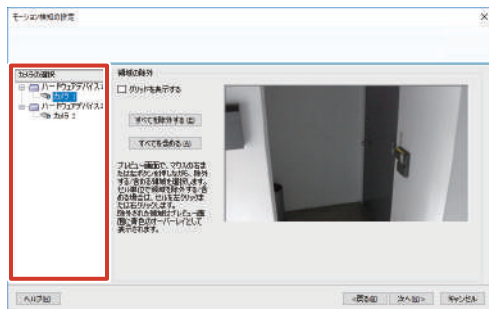 モーション検知の設定
カメラの選択
ハードウェアデバイス1
カメラ 1
ハードウェアデバイス2
カメラ 2
領域の除外
グリッドを表示する
すべてを除外する(E)
すべてを含める(A)
プレビュー画面で、マウスの右ま
たは左ボタンを押しながら、除外
する/含める領域を選択します。
セル単位で領域を除外する/含
める場合は、セルを左クリックま
たは右クリックします。
除外された領域はプレビュー画
面に青色のオーバーレイとして
表示されます。
ヘルプ(H)
<戻る(B)
次へ(N)>
キャンセル